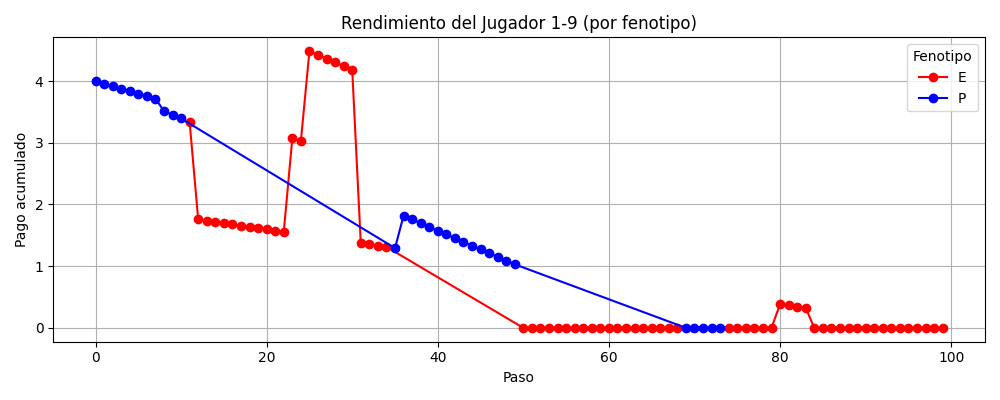 Rendimiento del Jugador 1-9 (por fenotipo)
Fenotipo
E
P
Pago acumulado
4
3
2
1
0
0 20 40 60 80 100
Paso